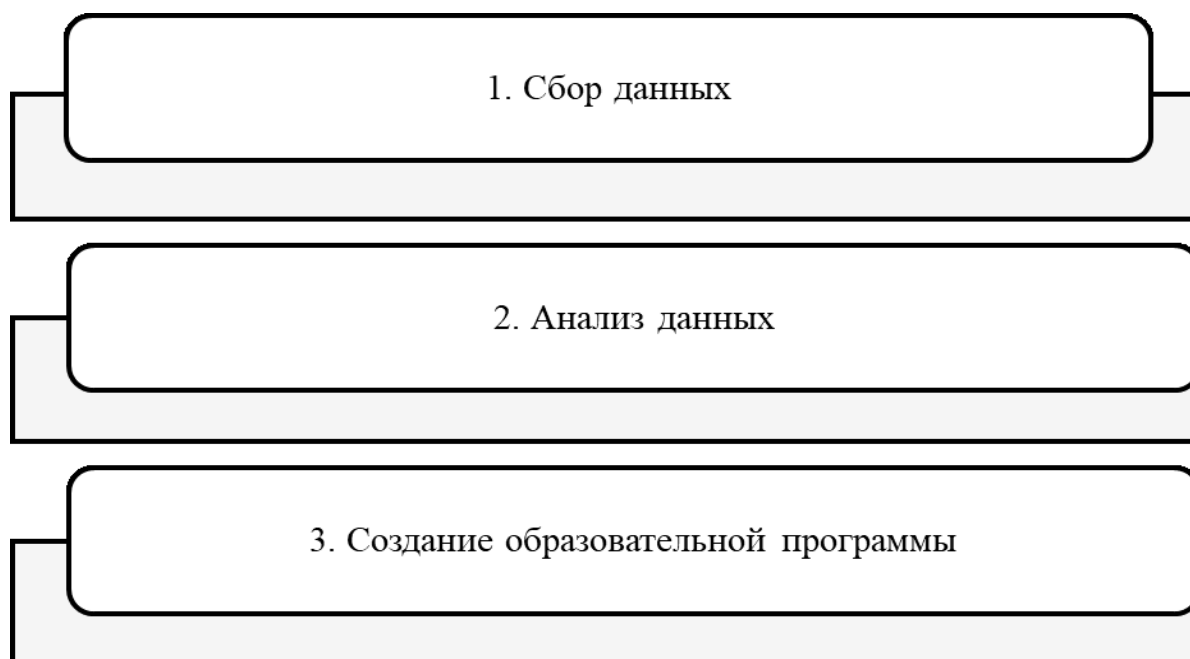 1. Сбор данных
2. Анализ данных
3. Создание образовательной программы